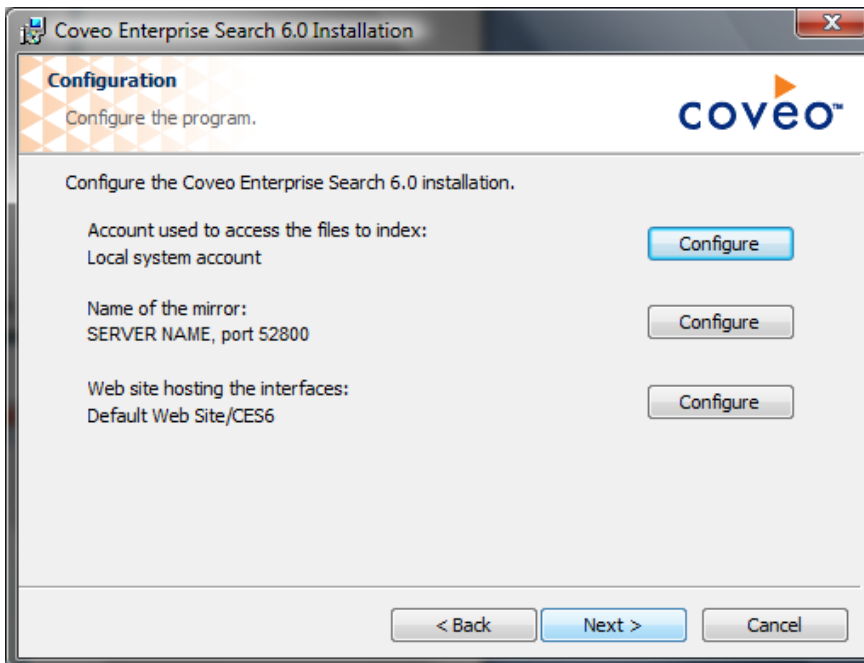 Coveo Enterprise Search 6.0 Installation
X
Configuration
Configure the program.
coveo™
Configure the Coveo Enterprise Search 6.0 installation.
Account used to access the files to index:
Local system account
Configure
Name of the mirror:
SERVER NAME, port 52800
Configure
Web site hosting the interfaces:
Default Web Site/CES6
Configure
< Back
Next >
Cancel